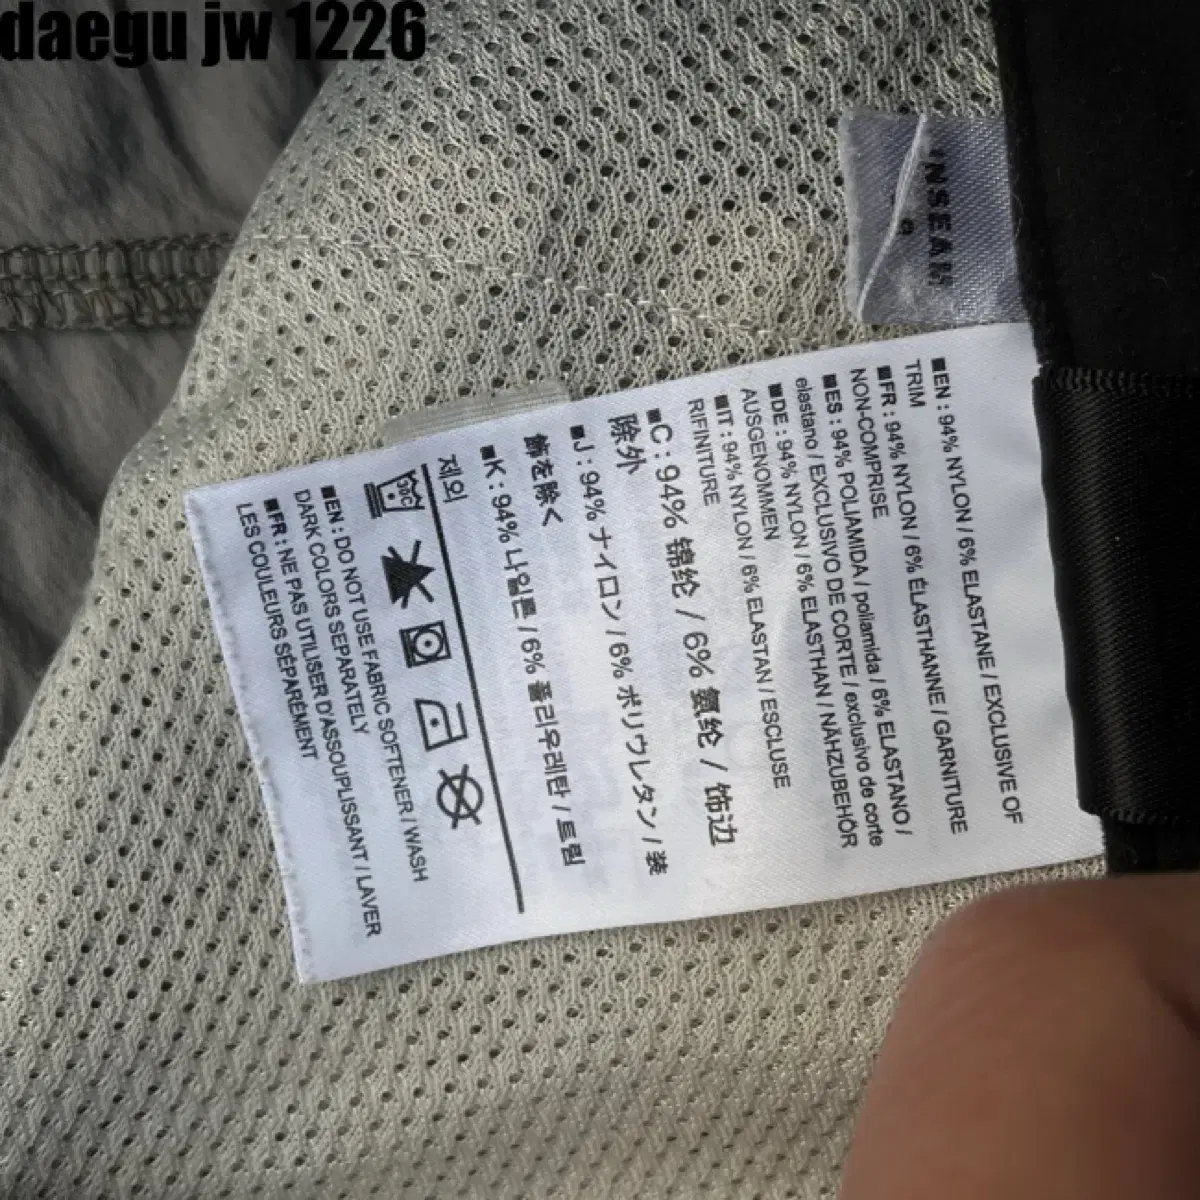 daegu jw 1226
INSEAM
■EN : 94% NYLON / 6% ELASTANE / EXCLUSIVE OF
TRIM
■FR : 94% NYLON / 6% ÉLASTHANNE / GARNITURE
NON-COMPRISE
■ES : 94% POLIAMIDA / poliamida / 6% ELASTANO /
elastano / EXCLUSIVO DE CORTE / exclusivo de corte
■DE : 94% NYLON / 6% ELASTHAN / NÄHZUBEHÖR
AUSGENOMMEN
■IT : 94% NYLON / 6% ELASTAN / ESCLUSE
RIFINITURE
■C : 94% 锦纶 / 6% 氨纶 / 饰边
除外
■J : 94% ナイロン / 6% ポリウレタン / 装
飾を除く
■K : 94% 나일론 / 6% 폴리우레탄 / 트림
제외
30C
■EN : DO NOT USE FABRIC SOFTENER / WASH
DARK COLORS SEPARATELY
■FR : NE PAS UTILISER D'ASSOUPLISSANT / LAVER
LES COULEURS SÉPARÉMENT